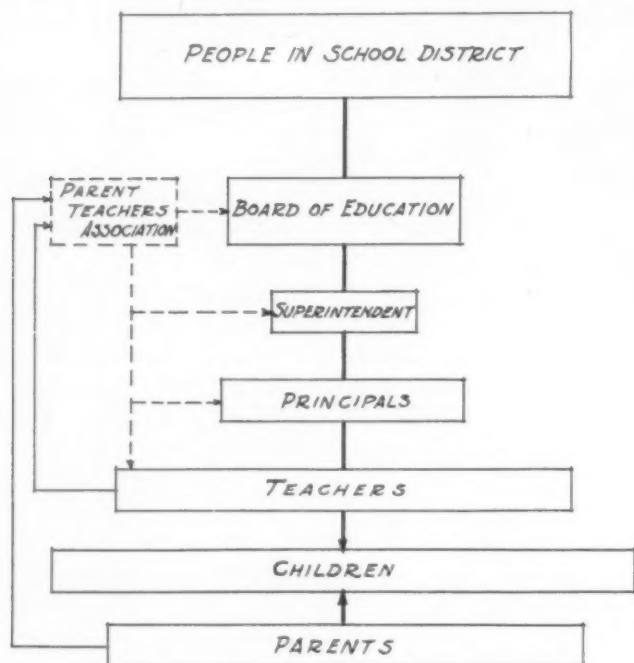 PEOPLE IN SCHOOL DISTRICT
PARENT
TEACHERS
ASSOCIATION
BOARD OF EDUCATION
SUPERINTENDENT
PRINCIPALS
TEACHERS
CHILDREN
PARENTS